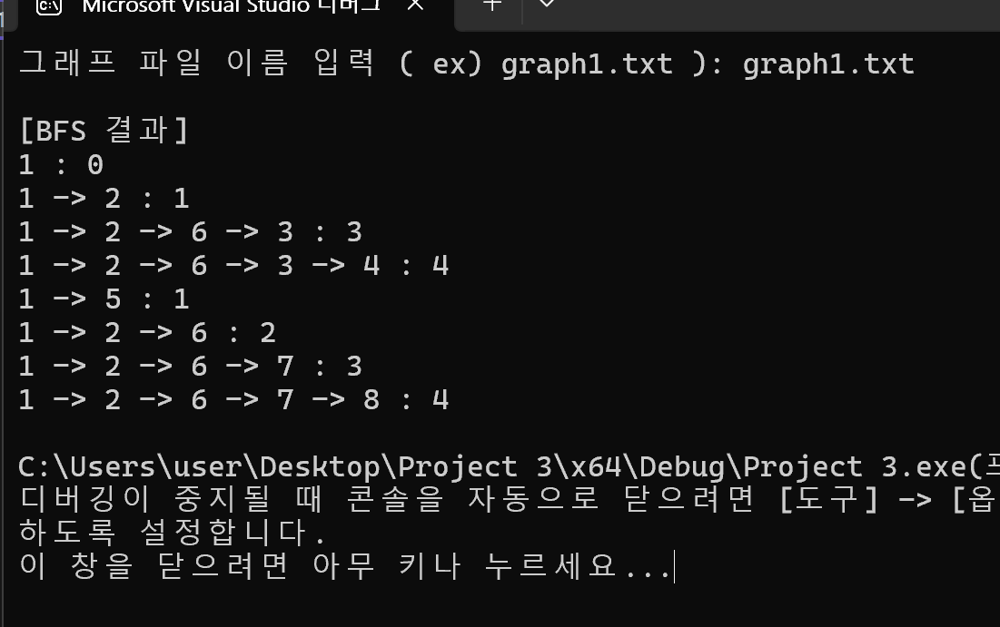 Microsoft Visual Studio 디버그
그래프 파일 이름 입력 ( ex) graph1.txt ): graph1.txt
[BFS 결과]
1 : 0
1 -> 2 : 1
1 -> 2 -> 6 -> 3 : 3
1 -> 2 -> 6 -> 3 -> 4 : 4
1 -> 5 : 1
1 -> 2 -> 6 : 2
1 -> 2 -> 6 -> 7 : 3
1 -> 2 -> 6 -> 7 -> 8 : 4
C:\Users\user\Desktop\Project 3\x64\Debug\Project 3.exe(프
디버깅이 중지될 때 콘솔을 자동으로 닫으려면 [도구] -> [옵
하도록 설정합니다.
이 창을 닫으려면 아무 키나 누르세요...